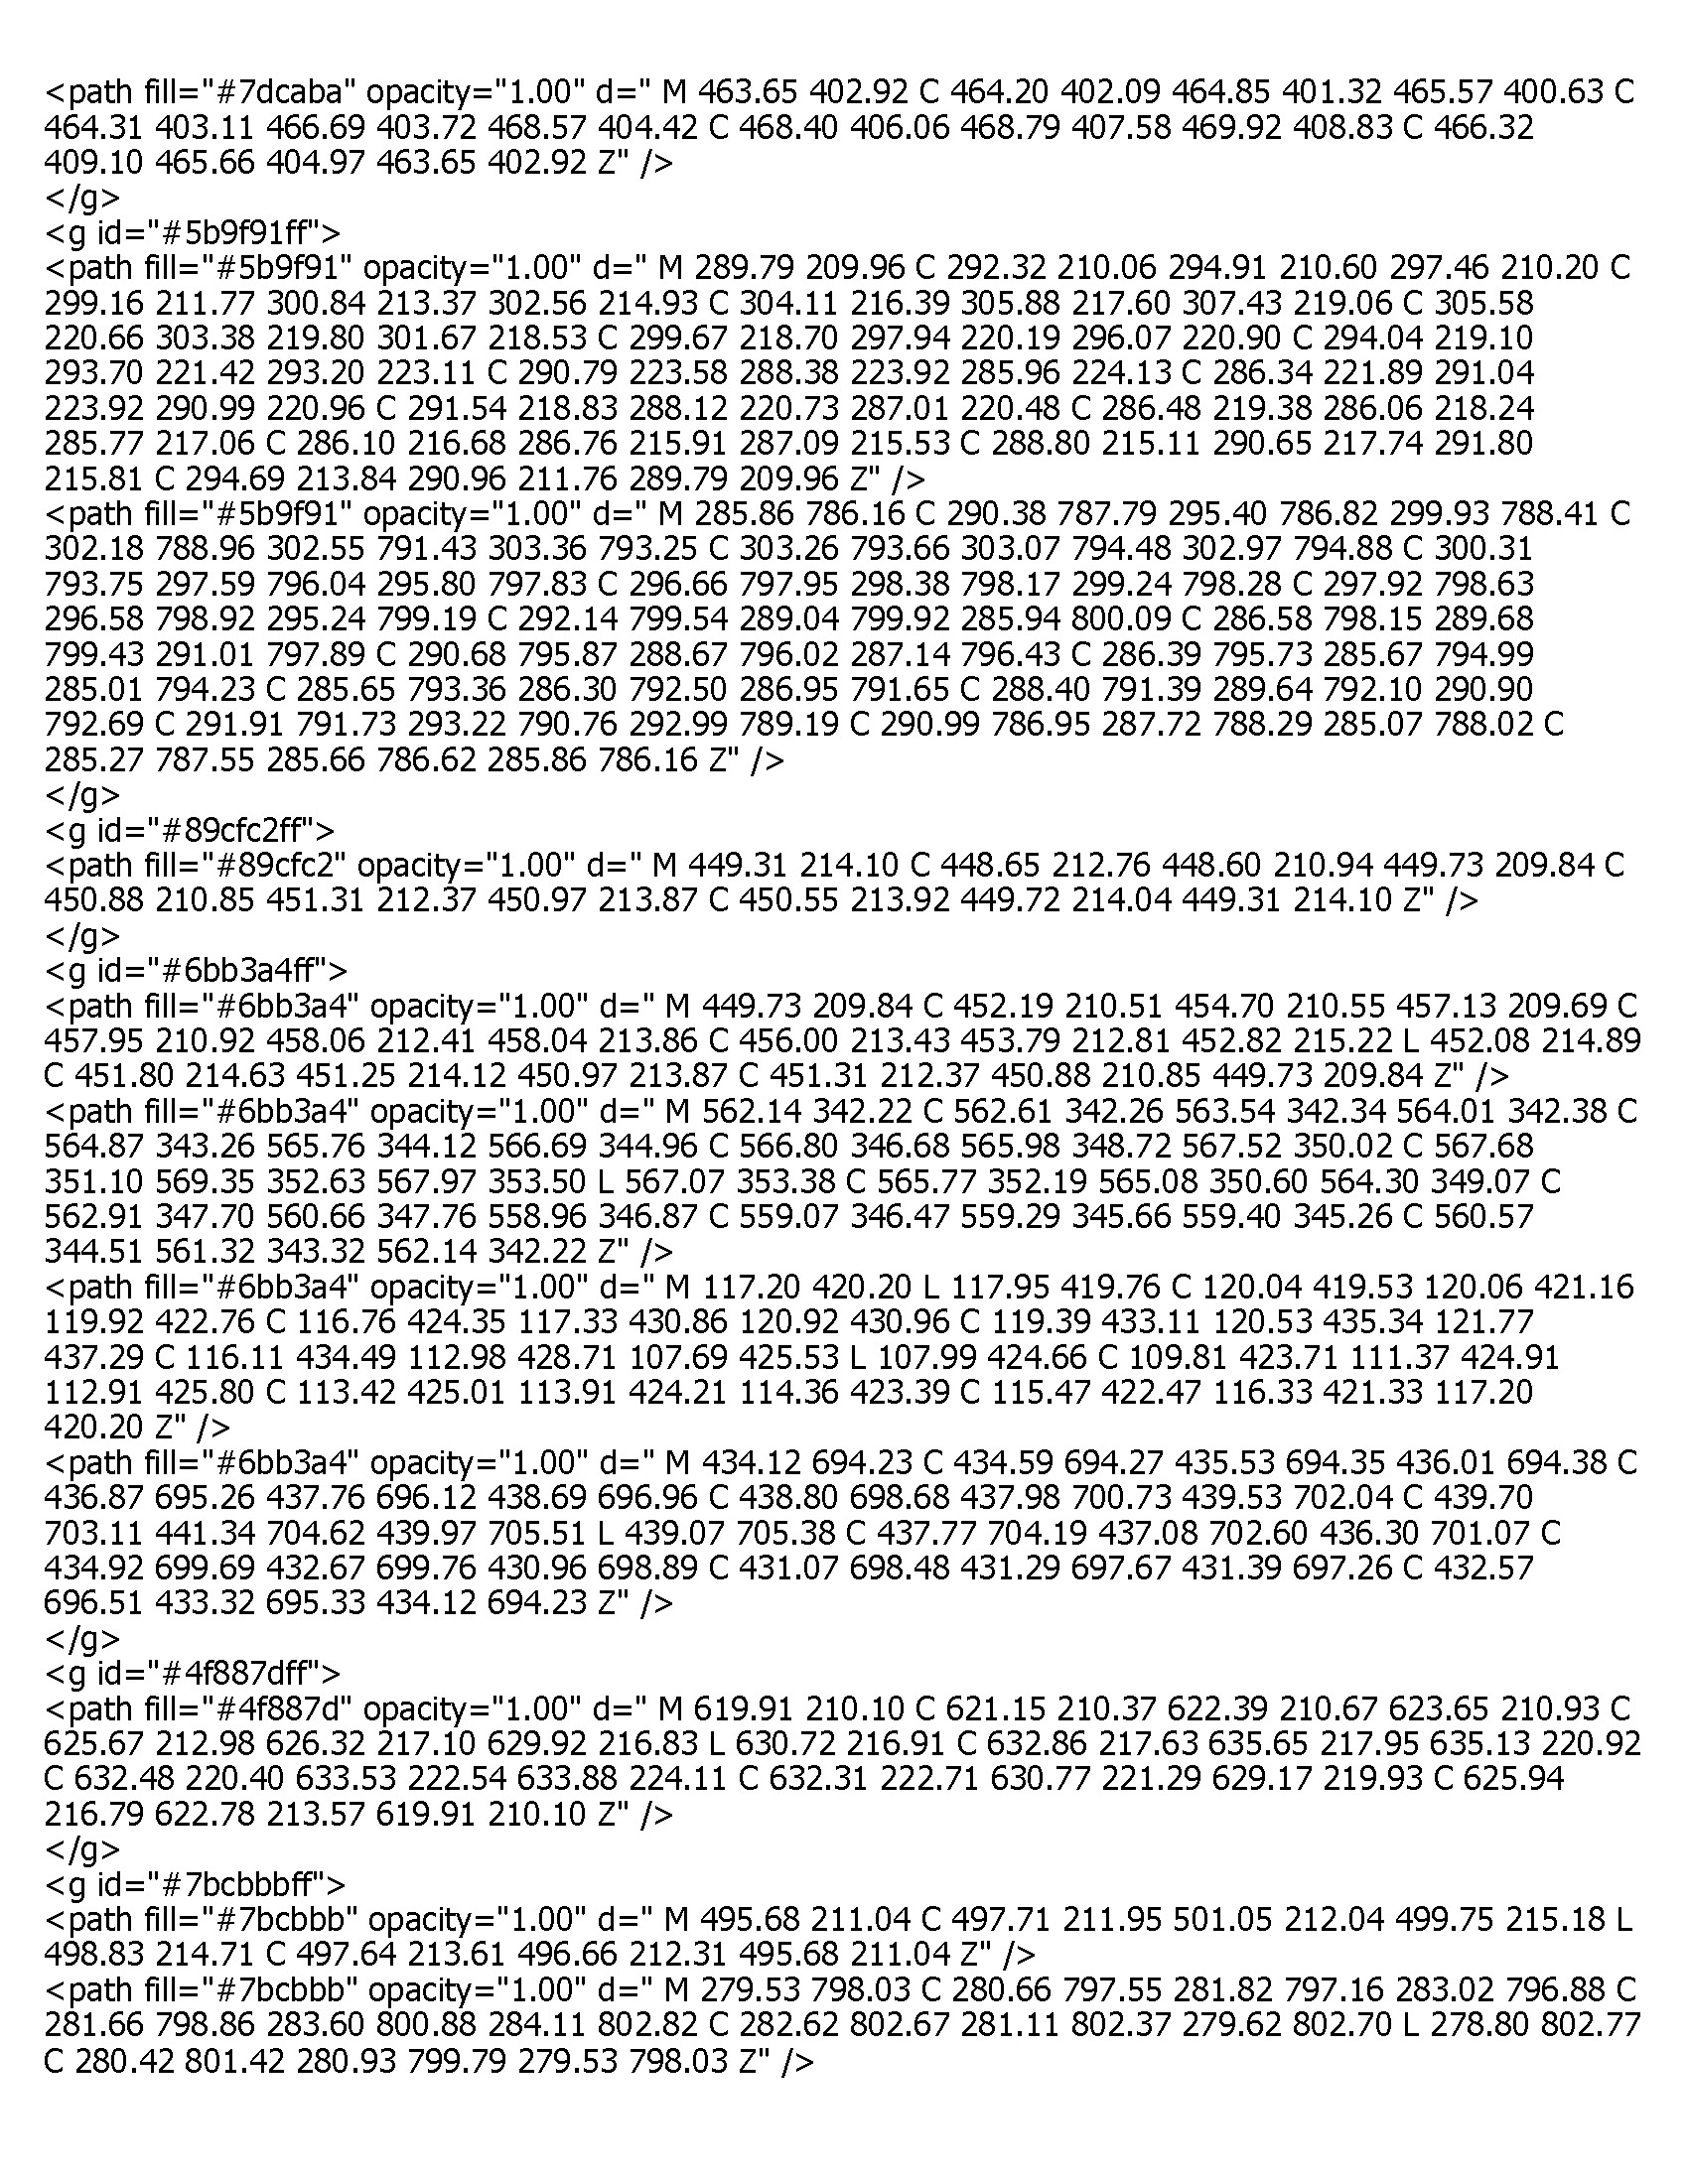 <path fill="#7dcaba" opacity="1.00" d=" M 463.65 402.92 C 464.20 402.09 464.85 401.32 465.57 400.63 C
464.31 403.11 466.69 403.72 468.57 404.42 C 468.40 406.06 468.79 407.58 469.92 408.83 C 466.32
409.10 465.66 404.97 463.65 402.92 Z" />
</g>
<g id="#5b9f91ff">
<path fill="#5b9f91" opacity="1.00" d=" M 289.79 209.96 C 292.32 210.06 294.91 210.60 297.46 210.20 C
299.16 211.77 300.84 213.37 302.56 214.93 C 304.11 216.39 305.88 217.60 307.43 219.06 C 305.58
220.66 303.38 219.80 301.67 218.53 C 299.67 218.70 297.94 220.19 296.07 220.90 C 294.04 219.10
293.70 221.42 293.20 223.11 C 290.79 223.58 288.38 223.92 285.96 224.13 C 286.34 221.89 291.04
223.92 290.99 220.96 C 291.54 218.83 288.12 220.73 287.01 220.48 C 286.48 219.38 286.06 218.24
285.77 217.06 C 286.10 216.68 286.76 215.91 287.09 215.53 C 288.80 215.11 290.65 217.74 291.80
215.81 C 294.69 213.84 290.96 211.76 289.79 209.96 Z" />
<path fill="#5b9f91" opacity="1.00" d=" M 285.86 786.16 C 290.38 787.79 295.40 786.82 299.93 788.41 C
302.18 788.96 302.55 791.43 303.36 793.25 C 303.26 793.66 303.07 794.48 302.97 794.88 C 300.31
793.75 297.59 796.04 295.80 797.83 C 296.66 797.95 298.38 798.17 299.24 798.28 C 297.92 798.63
296.58 798.92 295.24 799.19 C 292.14 799.54 289.04 799.92 285.94 800.09 C 286.58 798.15 289.68
799.43 291.01 797.89 C 290.68 795.87 288.67 796.02 287.14 796.43 C 286.39 795.73 285.67 794.99
285.01 794.23 C 285.65 793.36 286.30 792.50 286.95 791.65 C 288.40 791.39 289.64 792.10 290.90
792.69 C 291.91 791.73 293.22 790.76 292.99 789.19 C 290.99 786.95 287.72 788.29 285.07 788.02 C
285.27 787.55 285.66 786.62 285.86 786.16 Z" />
</g>
<g id="#89cfc2ff">
<path fill="#89cfc2" opacity="1.00" d=" M 449.31 214.10 C 448.65 212.76 448.60 210.94 449.73 209.84 C
450.88 210.85 451.31 212.37 450.97 213.87 C 450.55 213.92 449.72 214.04 449.31 214.10 Z" />
</g>
<g id="#6bb3a4ff">
<path fill="#6bb3a4" opacity="1.00" d=" M 449.73 209.84 C 452.19 210.51 454.70 210.55 457.13 209.69 C
457.95 210.92 458.06 212.41 458.04 213.86 C 456.00 213.43 453.79 212.81 452.82 215.22 L 452.08 214.89
C 451.80 214.63 451.25 214.12 450.97 213.87 C 451.31 212.37 450.88 210.85 449.73 209.84 Z" />
<path fill="#6bb3a4" opacity="1.00" d=" M 562.14 342.22 C 562.61 342.26 563.54 342.34 564.01 342.38 C
564.87 343.26 565.76 344.12 566.69 344.96 C 566.80 346.68 565.98 348.72 567.52 350.02 C 567.68
351.10 569.35 352.63 567.97 353.50 L 567.07 353.38 C 565.77 352.19 565.08 350.60 564.30 349.07 C
562.91 347.70 560.66 347.76 558.96 346.87 C 559.07 346.47 559.29 345.66 559.40 345.26 C 560.57
344.51 561.32 343.32 562.14 342.22 Z" />
<path fill="#6bb3a4" opacity="1.00" d=" M 117.20 420.20 L 117.95 419.76 C 120.04 419.53 120.06 421.16
119.92 422.76 C 116.76 424.35 117.33 430.86 120.92 430.96 C 119.39 433.11 120.53 435.34 121.77
437.29 C 116.11 434.49 112.98 428.71 107.69 425.53 L 107.99 424.66 C 109.81 423.71 111.37 424.91
112.91 425.80 C 113.42 425.01 113.91 424.21 114.36 423.39 C 115.47 422.47 116.33 421.33 117.20
420.20 Z" />
<path fill="#6bb3a4" opacity="1.00" d=" M 434.12 694.23 C 434.59 694.27 435.53 694.35 436.01 694.38 C
436.87 695.26 437.76 696.12 438.69 696.96 C 438.80 698.68 437.98 700.73 439.53 702.04 C 439.70
703.11 441.34 704.62 439.97 705.51 L 439.07 705.38 C 437.77 704.19 437.08 702.60 436.30 701.07 C
434.92 699.69 432.67 699.76 430.96 698.89 C 431.07 698.48 431.29 697.67 431.39 697.26 C 432.57
696.51 433.32 695.33 434.12 694.23 Z" />
</g>
<g id="#4f887dff">
<path fill="#4f887d" opacity="1.00" d=" M 619.91 210.10 C 621.15 210.37 622.39 210.67 623.65 210.93 C
625.67 212.98 626.32 217.10 629.92 216.83 L 630.72 216.91 C 632.86 217.63 635.65 217.95 635.13 220.92
C 632.48 220.40 633.53 222.54 633.88 224.11 C 632.31 222.71 630.77 221.29 629.17 219.93 C 625.94
216.79 622.78 213.57 619.91 210.10 Z" />
</g>
<g id="#7bcbbbff">
<path fill="#7bcbbb" opacity="1.00" d=" M 495.68 211.04 C 497.71 211.95 501.05 212.04 499.75 215.18 L
498.83 214.71 C 497.64 213.61 496.66 212.31 495.68 211.04 Z" />
<path fill="#7bcbbb" opacity="1.00" d=" M 279.53 798.03 C 280.66 797.55 281.82 797.16 283.02 796.88 C
281.66 798.86 283.60 800.88 284.11 802.82 C 282.62 802.67 281.11 802.37 279.62 802.70 L 278.80 802.77
C 280.42 801.42 280.93 799.79 279.53 798.03 Z" />